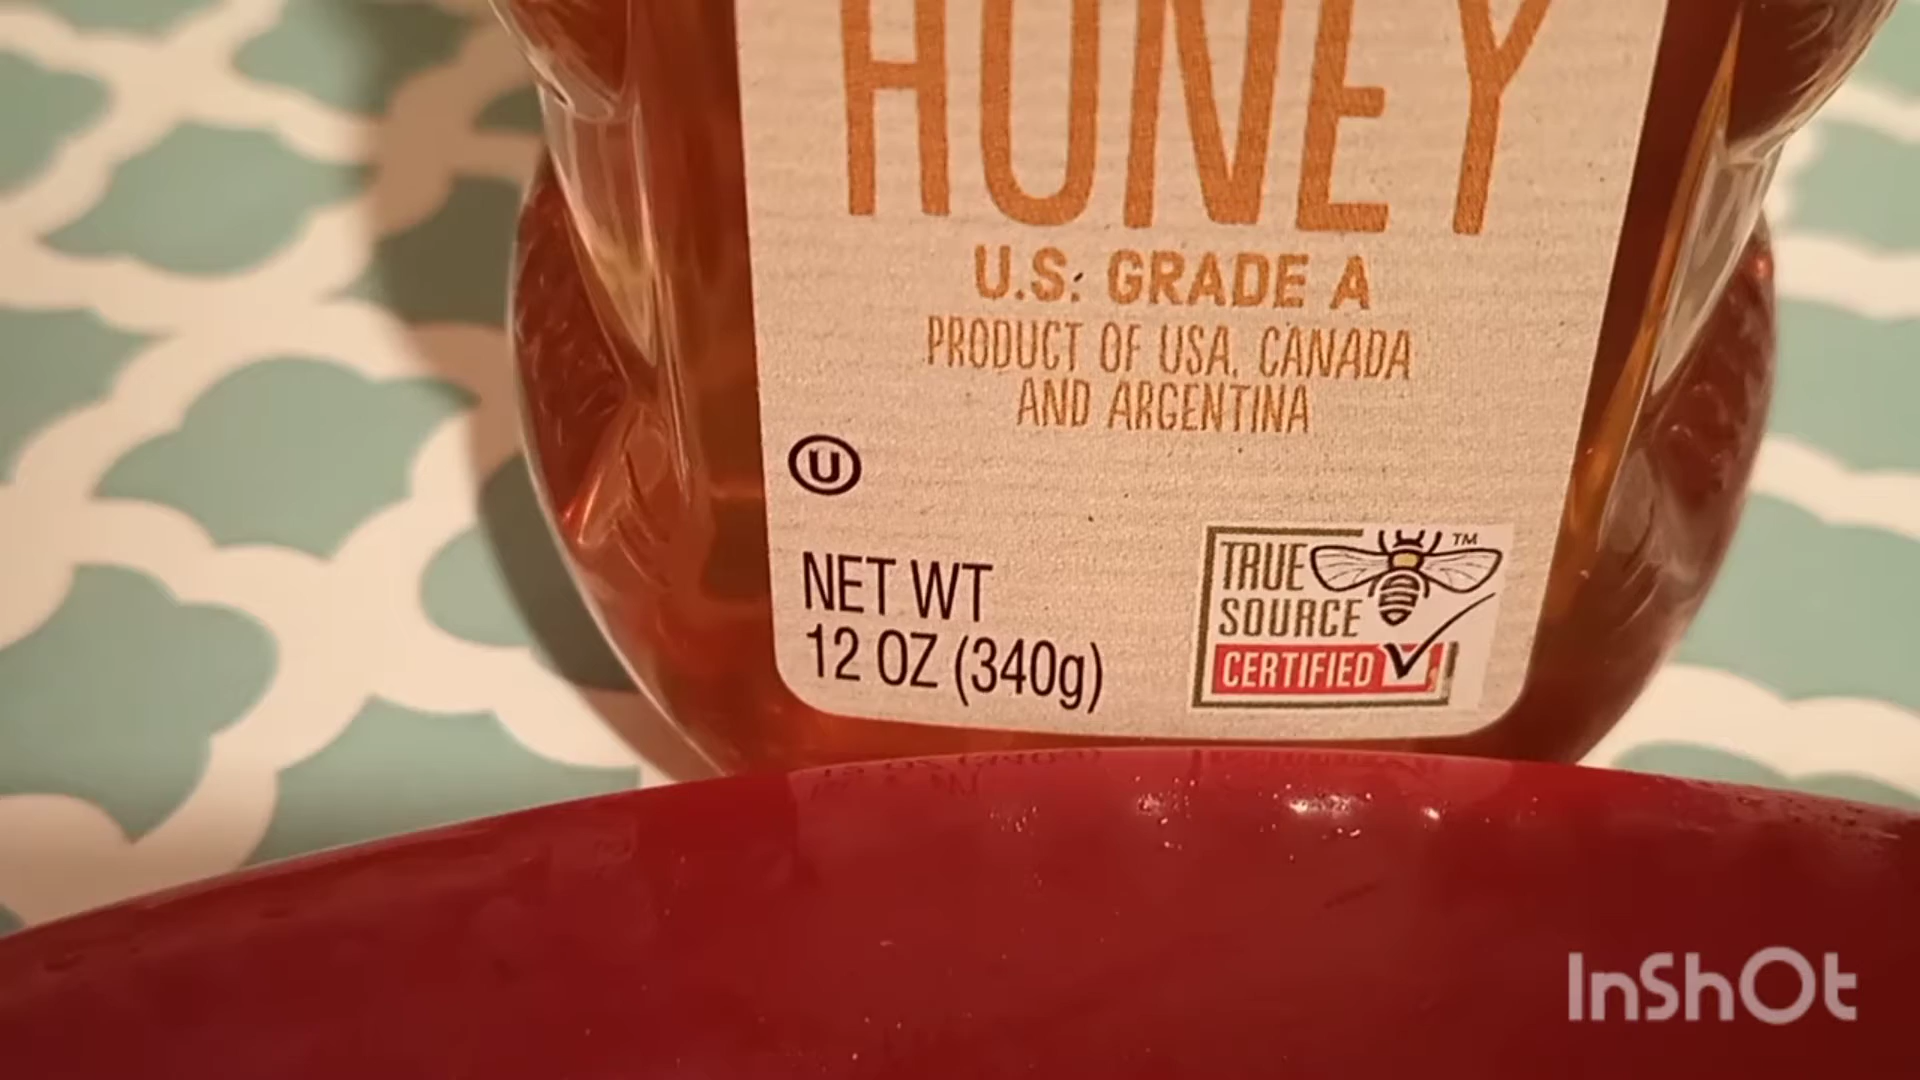 HONEY
U.S. GRADE A
PRODUCT OF USA, CANADA
AND ARGENTINA
U
NET WT
12 OZ (340g)
TRUE
SOURCE
CERTIFIED
TM
InShOt